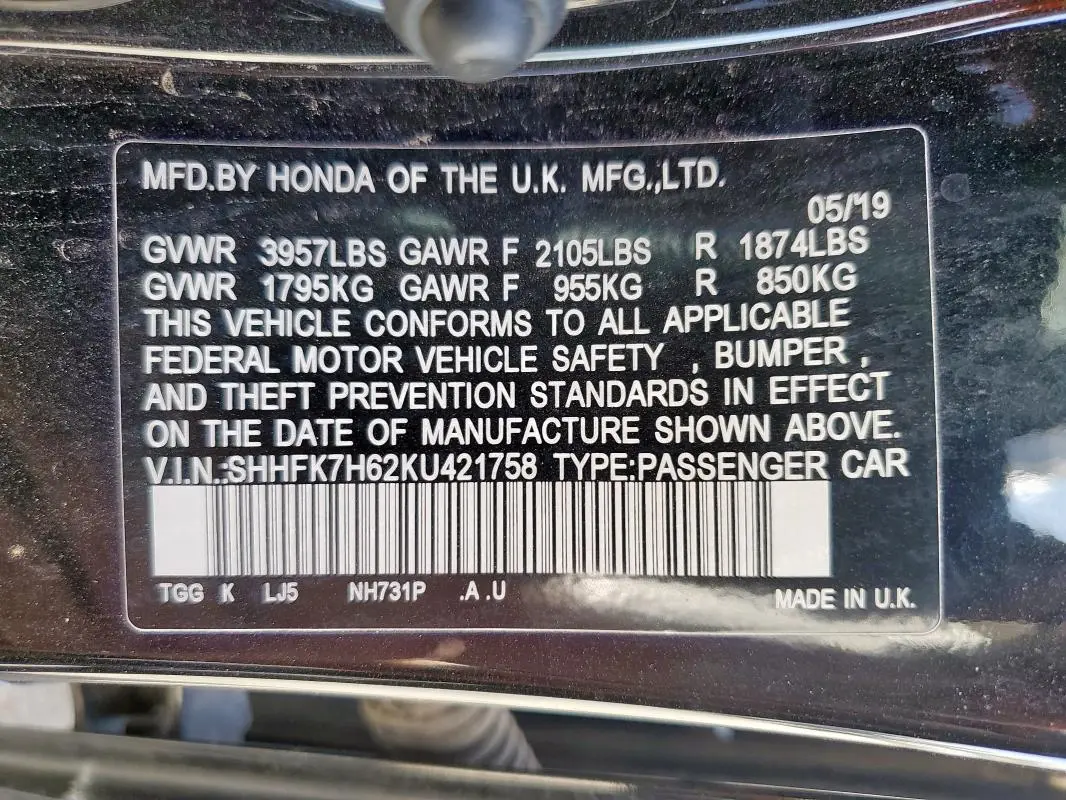 MFD.BY HONDA OF THE U.K. MFG.,LTD.
05/19
GVWR 3957LBS GAWR F 2105LBS R 1874LBS
GVWR 1795KG GAWR F 955KG R 850KG
THIS VEHICLE CONFORMS TO ALL APPLICABLE
FEDERAL MOTOR VEHICLE SAFETY , BUMPER ,
AND THEFT PREVENTION STANDARDS IN EFFECT
ON THE DATE OF MANUFACTURE SHOWN ABOVE.
V.I.N.:SHHFK7H62KU421758 TYPE:PASSENGER CAR
TGG K LJ5 NH731P .A .U
MADE IN U.K.